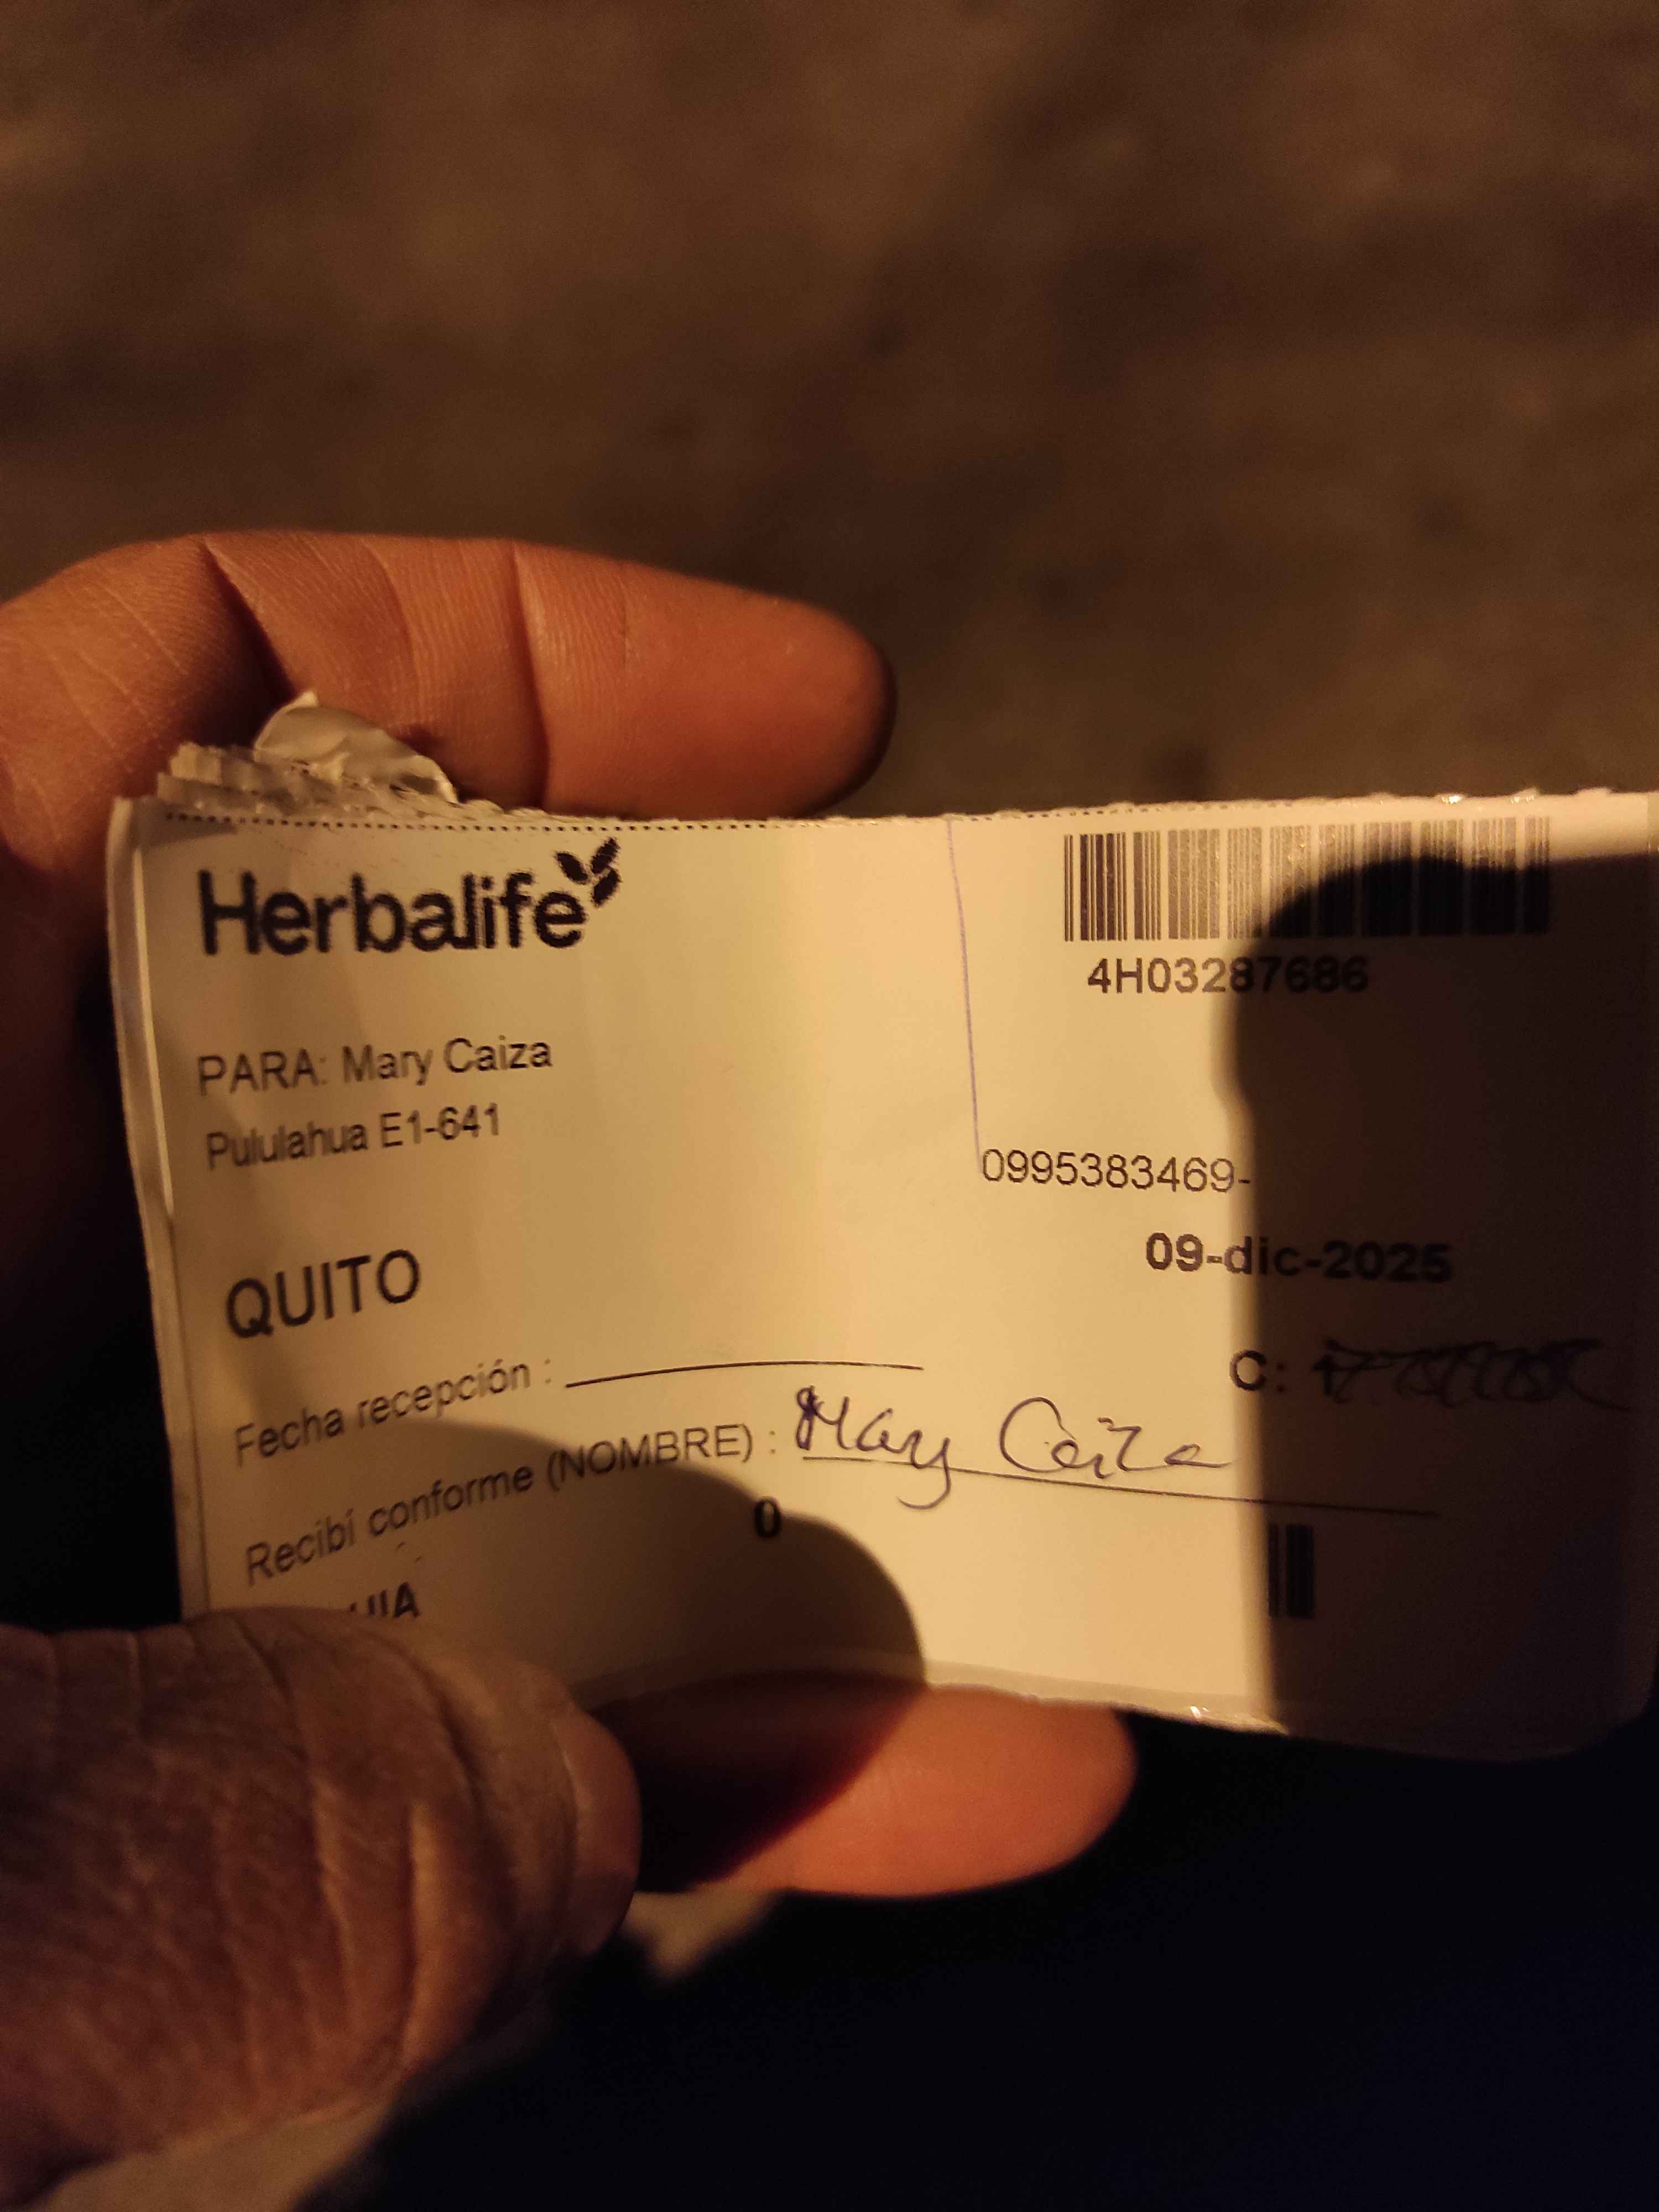 Herbalife
4H03287686
PARA: Mary Caiza
Pululahua E1-641
0995383469-
09-dic-2025
QUITO
C:
Fecha recepción :
Recibí conforme (NOMBRE) : Mary Caiza
0